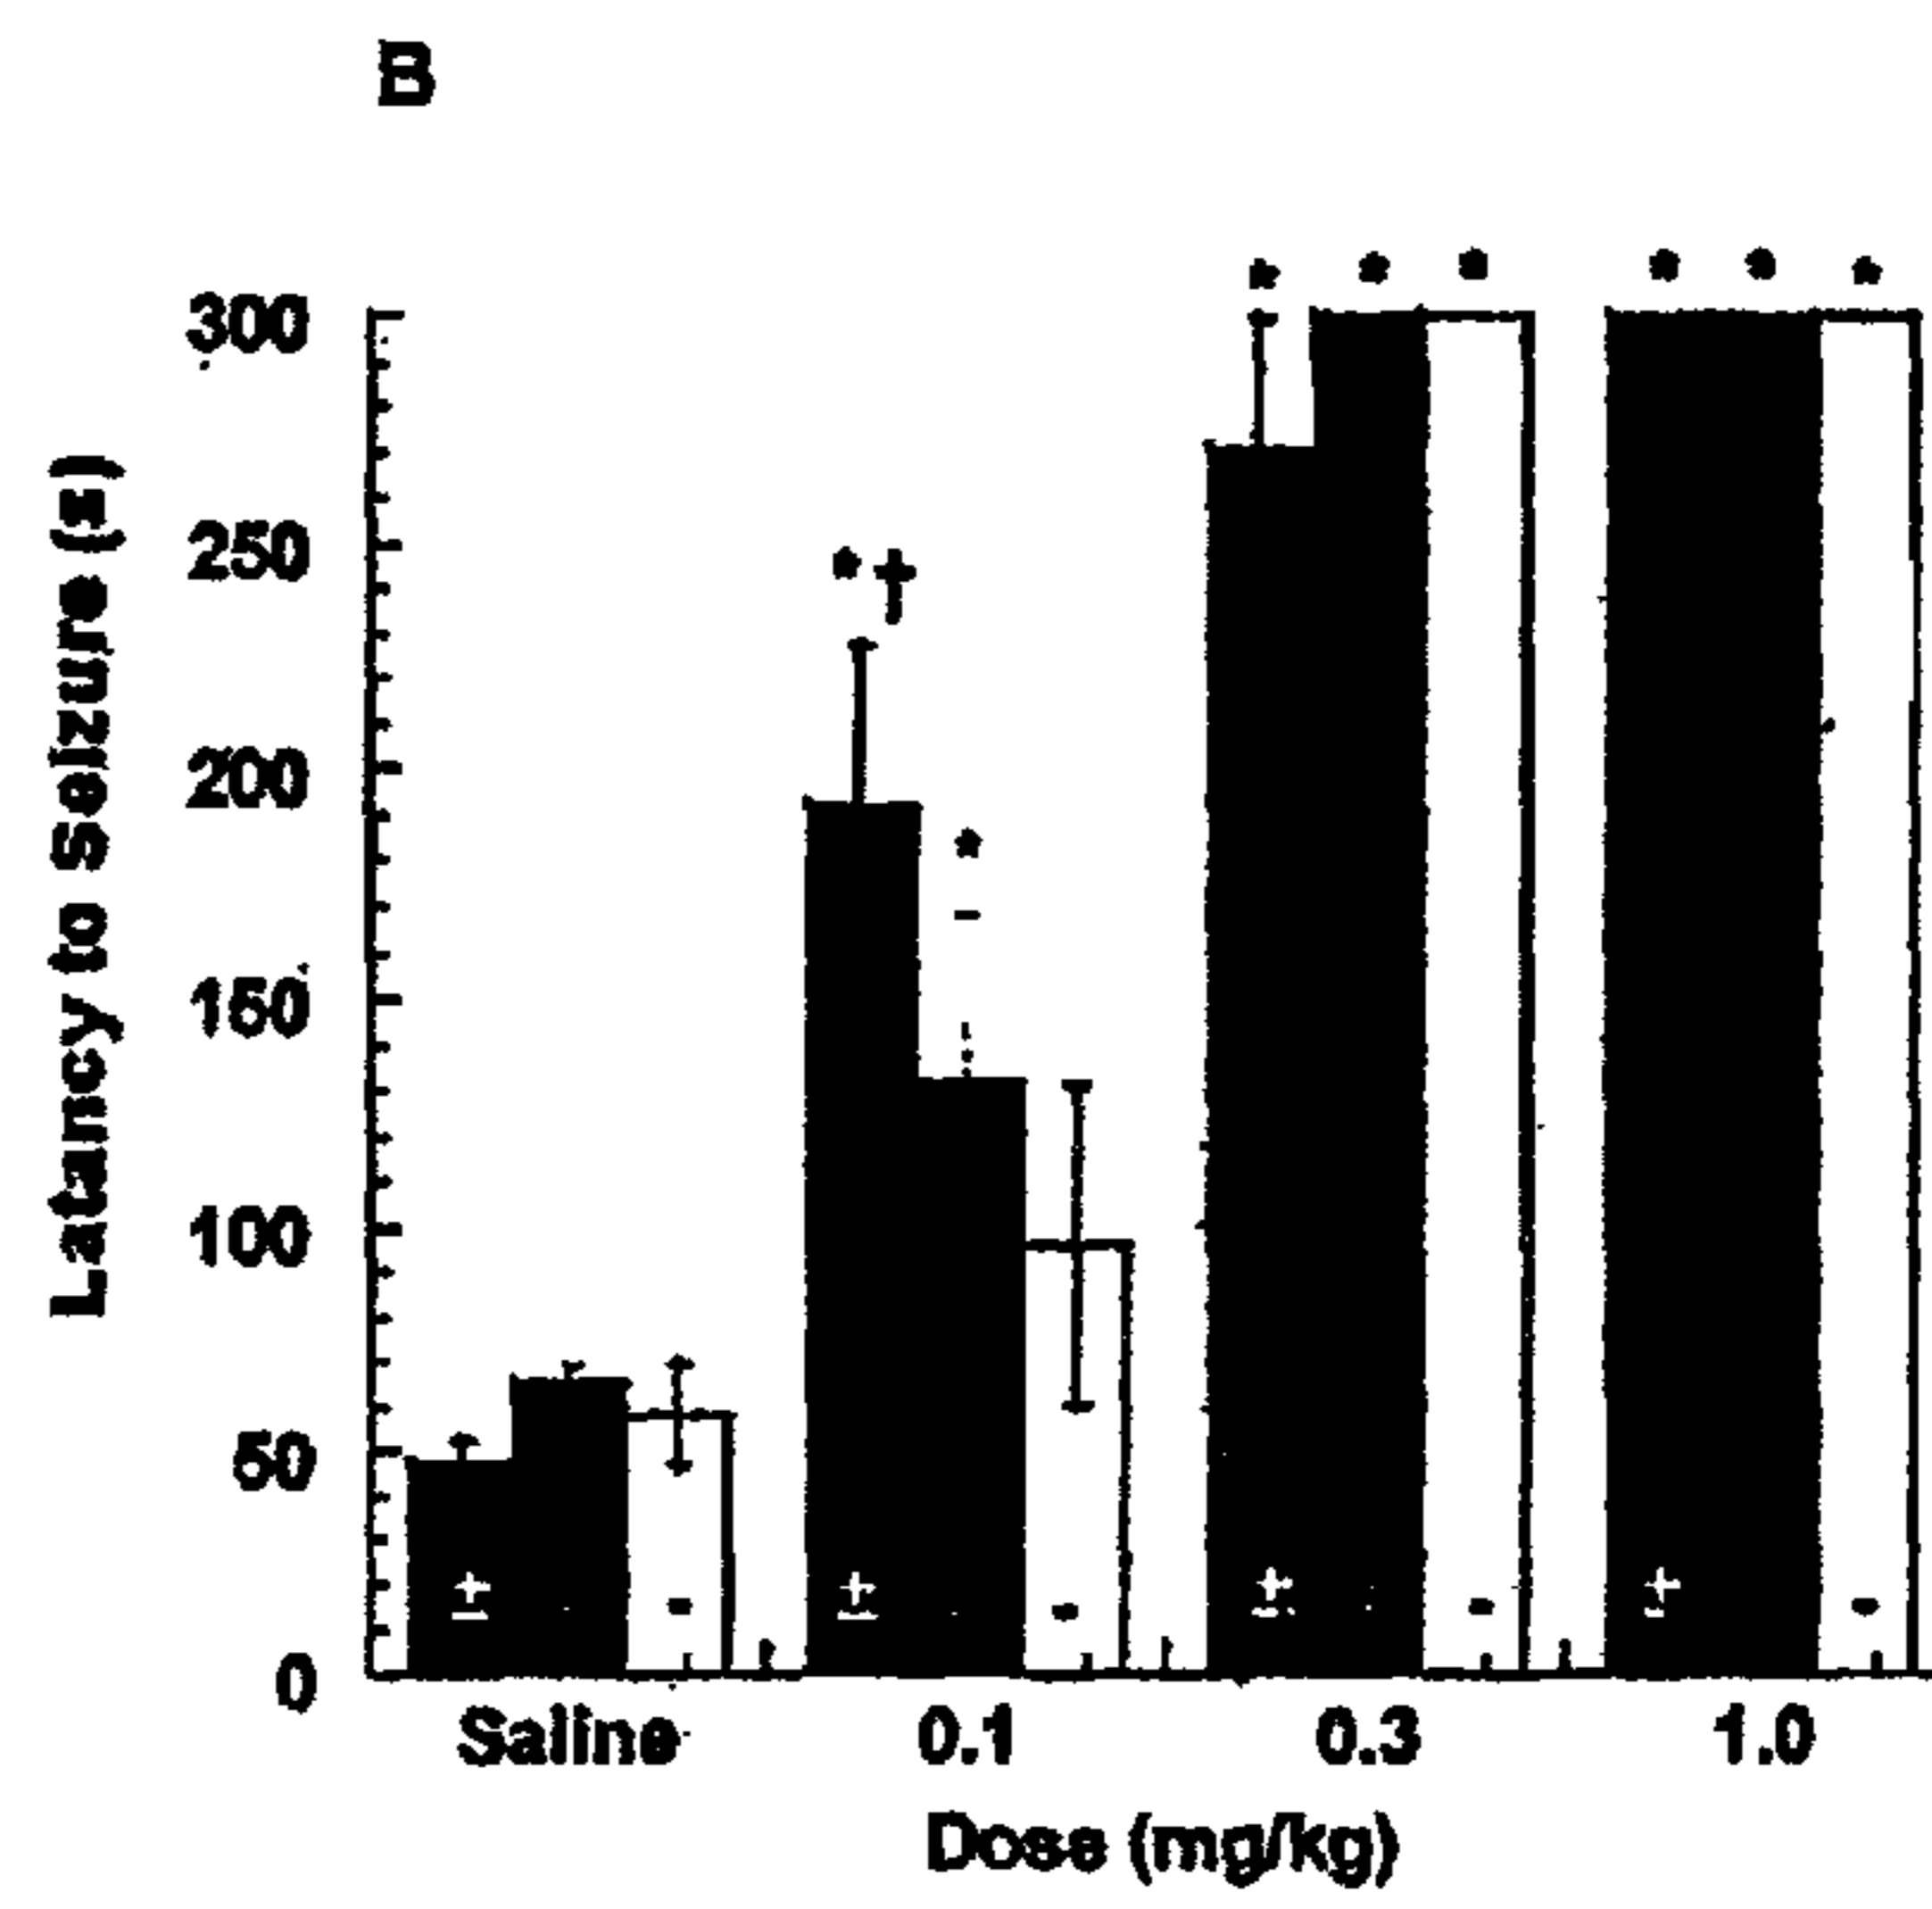 B
* * * * * *
300
250
200
150
100
50
0
Latancy to Seizure (s)
*†
*
± -
± -
± -
± -
Saline 0.1 0.3 1.0
Dose (mg/kg)